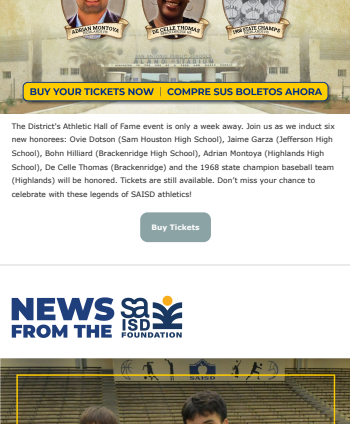 ADRIAN MONTOYA
DE CELLE THOMAS
1968 STATE CHAMPS
ALAMO STADIUM
BUY YOUR TICKETS NOW | COMPRE SUS BOLETOS AHORA
The District's Athletic Hall of Fame event is only a week away. Join us as we induct six
new honorees: Ovie Dotson (Sam Houston High School), Jaime Garza (Jefferson High
School), Bohn Hilliard (Brackenridge High School), Adrian Montoya (Highlands High
School), De Celle Thomas (Brackenridge) and the 1968 state champion baseball team
(Highlands) will be honored. Tickets are still available. Don't miss your chance to
celebrate with these legends of SAISD athletics!
Buy Tickets
NEWS
FROM THE
sa
ISD
FOUNDATION
SAISD